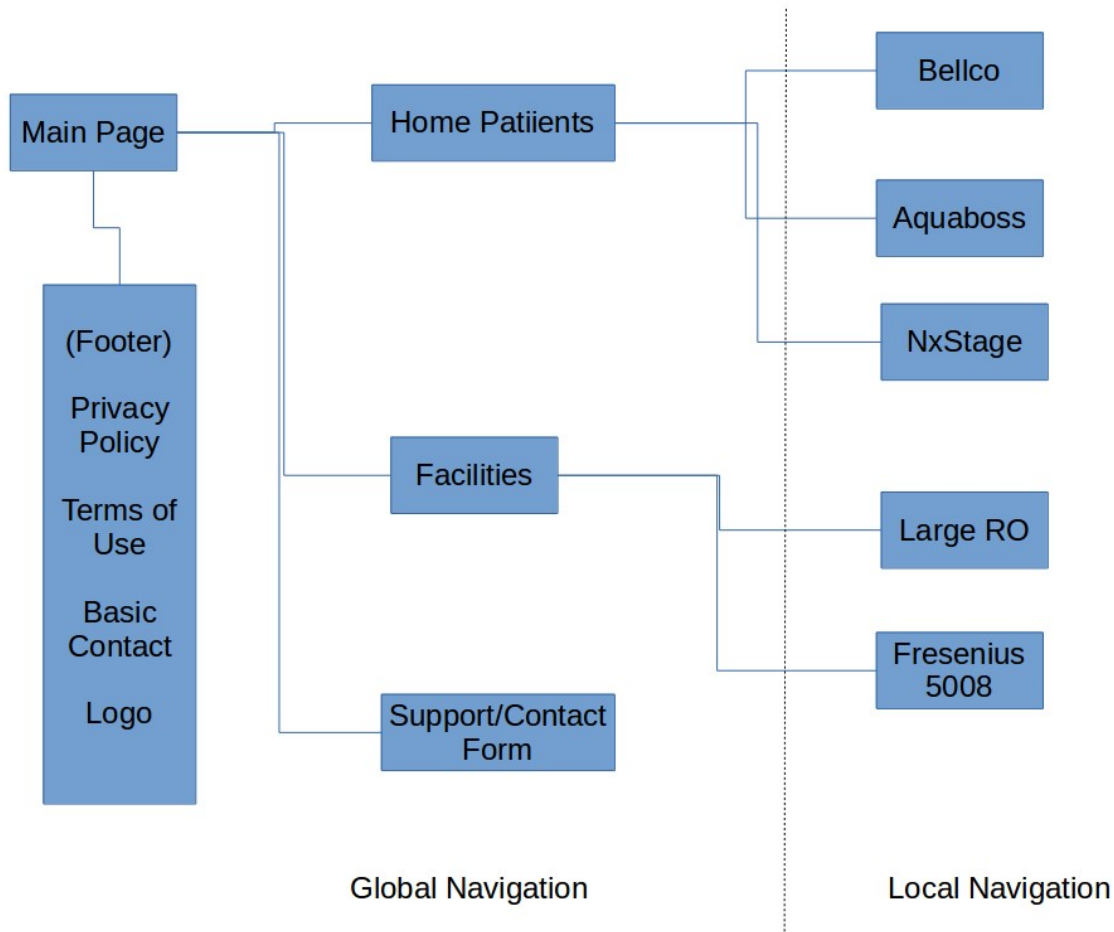 Main Page
(Footer)
Privacy
Policy
Terms of
Use
Basic
Contact
Logo
Home Patiients
Facilities
Support/Contact
Form
Bellco
Aquaboss
NxStage
Large RO
Fresenius
5008
Global Navigation
Local Navigation